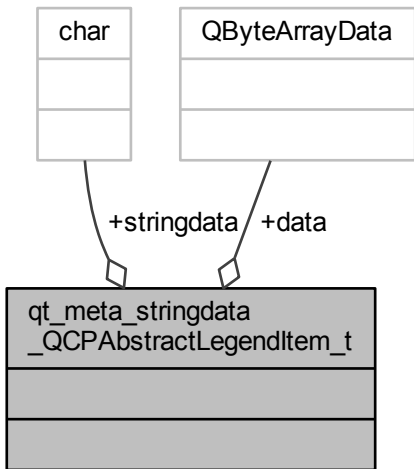 char
QByteArrayData
+stringdata
+data
qt_meta_stringdata
_QCPAbstractLegendItem_t